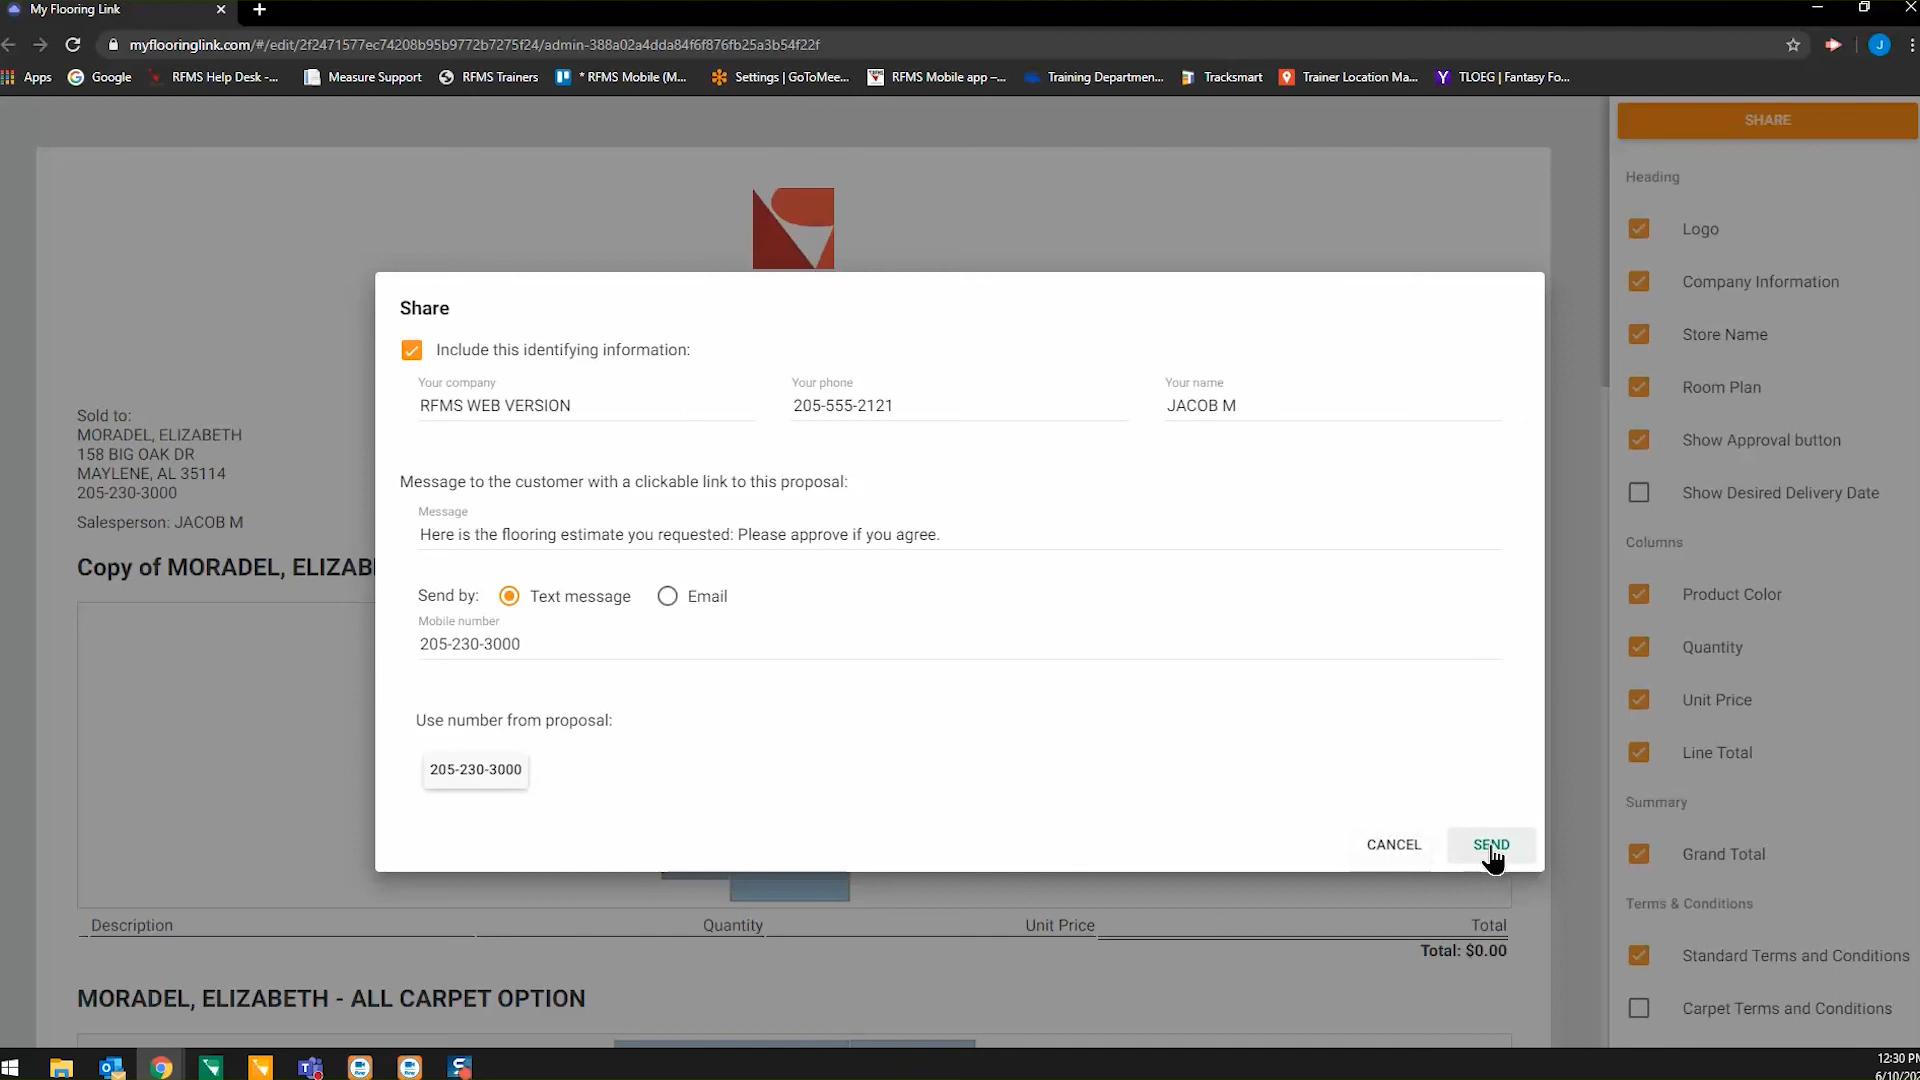 My Flooring Link
myflooringlink.com/#/edit/2f2471577ec74208b95b9772b7275f24/admin-388a02a4dda84f6f876fb25a3b54f22f
J
Apps
Google
RFMS Help Desk -...
Measure Support
RFMS Trainers
* RFMS Mobile (M...
Settings | GoToMee...
RFMS Mobile app –...
Training Departmen...
Tracksmart
Trainer Location Ma...
TLOEG | Fantasy Fo...
SHARE
Heading
Logo
Company Information
Store Name
Room Plan
Show Approval button
Show Desired Delivery Date
Columns
Product Color
Quantity
Unit Price
Line Total
Summary
Grand Total
Terms & Conditions
Standard Terms and Conditions
Carpet Terms and Conditions
Sold to:
MORADEL, ELIZABETH
158 BIG OAK DR
MAYLENE, AL 35114
205-230-3000
Salesperson: JACOB M
Copy of MORADEL, ELIZAB
Share
Include this identifying information:
Your company
RFMS WEB VERSION
Your phone
205-555-2121
Your name
JACOB M
Message to the customer with a clickable link to this proposal:
Message
Here is the flooring estimate you requested: Please approve if you agree.
Send by:
Text message
Email
Mobile number
205-230-3000
Use number from proposal:
205-230-3000
CANCEL
SEND
Description
Quantity
Unit Price
Total
Total: $0.00
MORADEL, ELIZABETH - ALL CARPET OPTION
12:30 PM
6/10/202